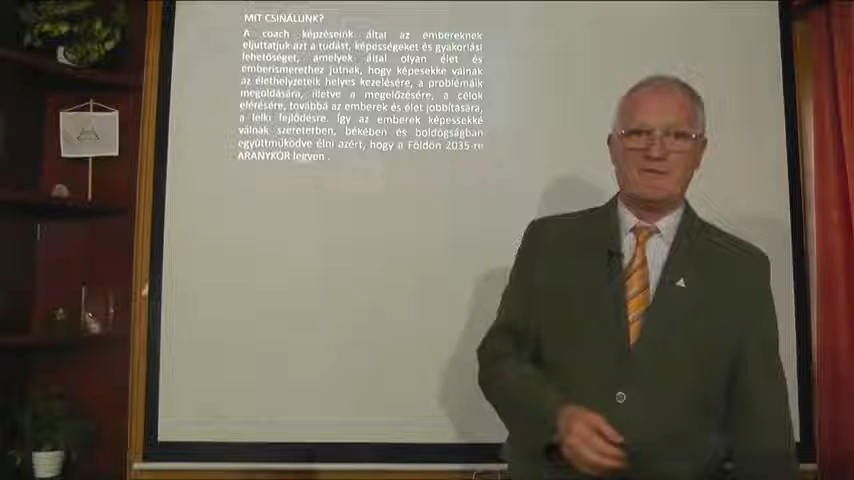 MIT CSINÁLUNK?
A coach képzéseink által az embereknek
eljuttatjuk azt a tudást, képességeket és gyakorlási
lehetőséget, amelyek által olyan élet és
emberismerethez jutnak, hogy képesekke válnak
az élethelyzeteik helyes kezelésére, a problémáik
megoldására, illetve a megelőzésére, a célok
elérésére, továbbá az emberek és élet jobbítására,
a lelki fejlődésre. Így az emberek képessekké
válnak szeretetben, békében és boldogságban
együttműködve élni azért, hogy a Földön 2035-re
ARANYKOR legyen .